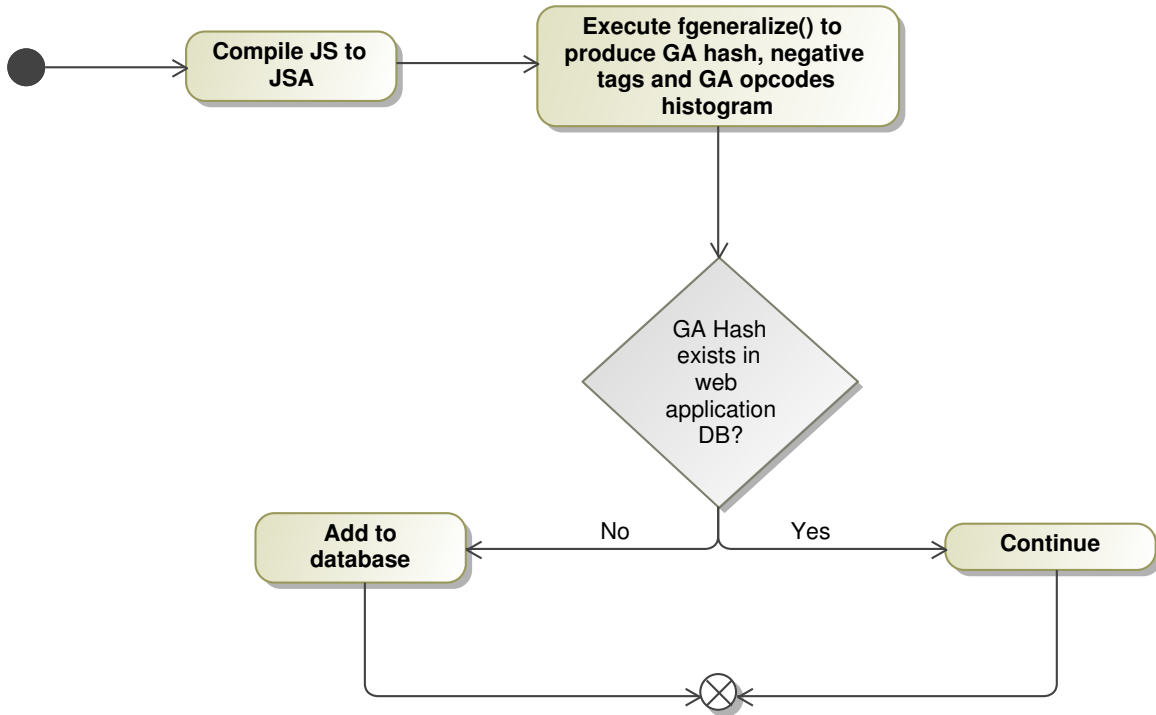 Compile JS to
JSA
Execute fgeneralize() to
produce GA hash, negative
tags and GA opcodes
histogram
GA Hash
exists in
web
application
DB?
No
Yes
Add to
database
Continue